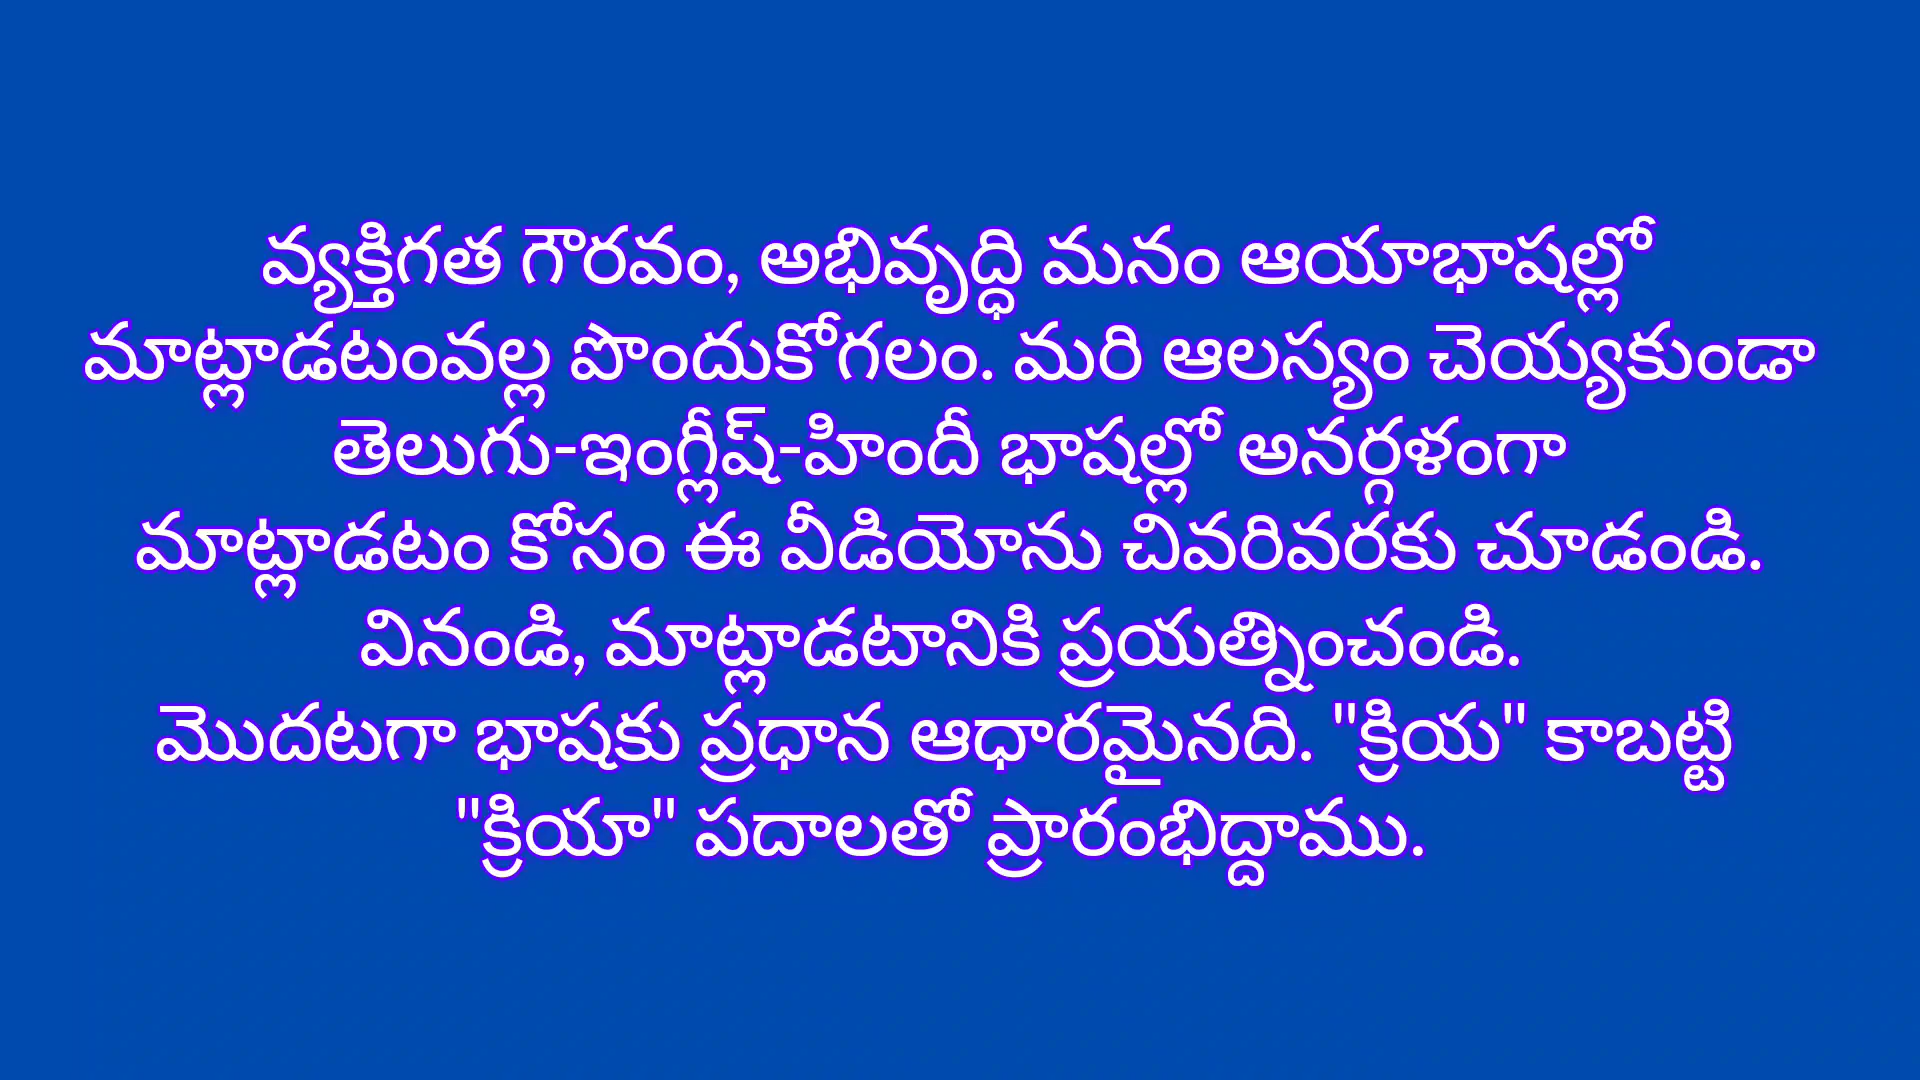 వ్యక్తిగత గౌరవం, అభివృద్ధి మనం ఆయాభాషల్లో
మాట్లాడటంవల్ల పొందుకోగలం. మరి ఆలస్యం చెయ్యకుండా
తెలుగు-ఇంగ్లీష్-హిందీ భాషల్లో అనర్గళంగా
మాట్లాడటం కోసం ఈ వీడియోను చివరివరకు చూడండి.
వినండి, మాట్లాడటానికి ప్రయత్నించండి.
మొదటగా భాషకు ప్రధాన ఆధారమైనది. "క్రియ" కాబట్టి
"క్రియా" పదాలతో ప్రారంభిద్దాము.